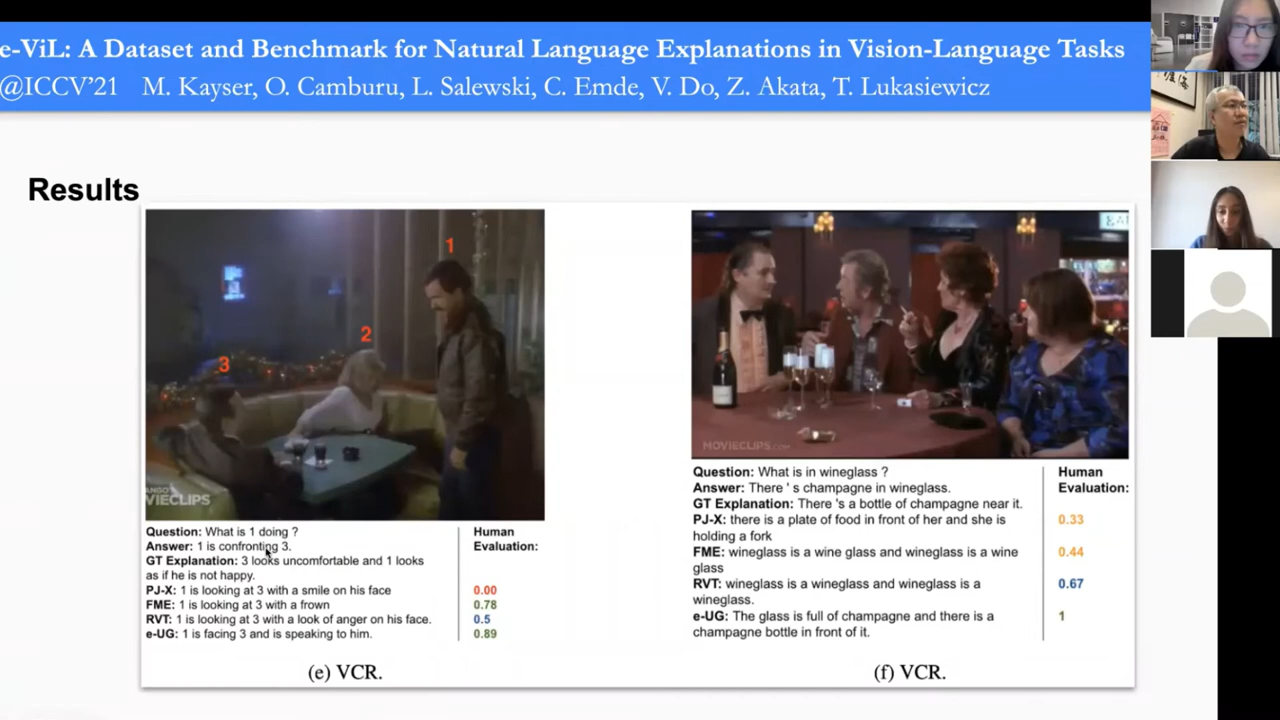 e-ViL: A Dataset and Benchmark for Natural Language Explanations in Vision-Language Tasks
@ICCV'21 M. Kayser, O. Camburu, L. Salewski, C. Emde, V. Do, Z. Akata, T. Lukasiewicz
Results
1
2
3
VIECLIPS
Question: What is 1 doing ?
Answer: 1 is confronting 3.
GT Explanation: 3 looks uncomfortable and 1 looks
as if he is not happy.
PJ-X: 1 is looking at 3 with a smile on his face
FME: 1 is looking at 3 with a frown
RVT: 1 is looking at 3 with a look of anger on his face.
e-UG: 1 is facing 3 and is speaking to him.
Human
Evaluation:
0.00
0.78
0.5
0.89
(e) VCR.
MOVIECLIPS.COM
Question: What is in wineglass ?
Answer: There ' s champagne in wineglass.
GT Explanation: There 's a bottle of champagne near it.
PJ-X: there is a plate of food in front of her and she is
holding a fork
FME: wineglass is a wine glass and wineglass is a wine
glass
RVT: wineglass is a wineglass and wineglass is a
wineglass.
e-UG: The glass is full of champagne and there is a
champagne bottle in front of it.
Human
Evaluation:
0.33
0.44
0.67
1
(f) VCR.